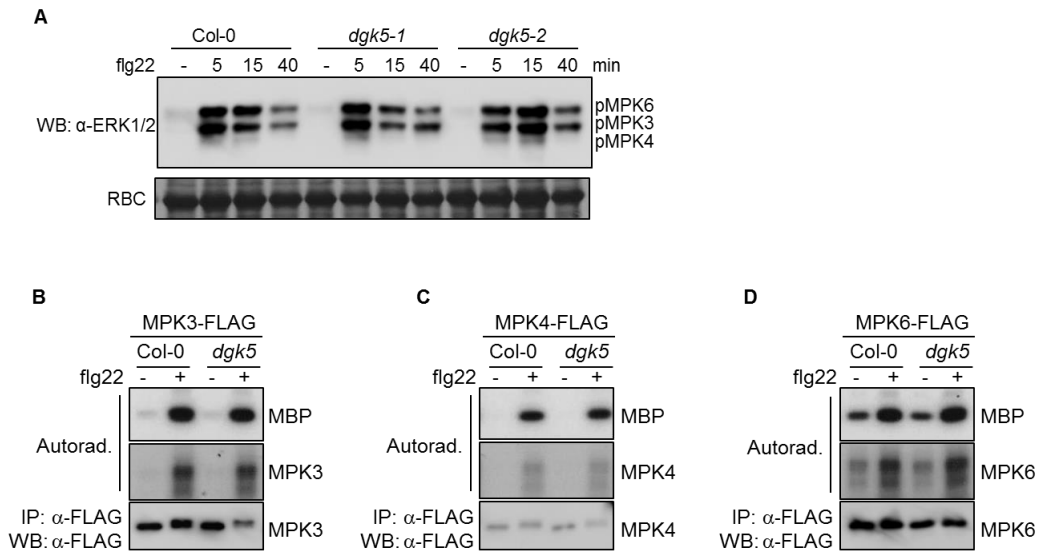 A
Col-0 dgk5-1 dgk5-2
flg22 - 5 15 40 - 5 15 40 - 5 15 40 min
pMPK6
WB: α-ERK1/2 pMPK3
pMPK4
RBC
B
MPK3-FLAG
Col-0 dgk5
flg22 - + - +
MBP
Autorad.
MPK3
IP: α-FLAG
WB: α-FLAG MPK3
C
MPK4-FLAG
Col-0 dgk5
flg22 - + - +
MBP
Autorad.
MPK4
IP: α-FLAG
WB: α-FLAG MPK4
D
MPK6-FLAG
Col-0 dgk5
flg22 - + - +
MBP
Autorad.
MPK6
IP: α-FLAG
WB: α-FLAG MPK6